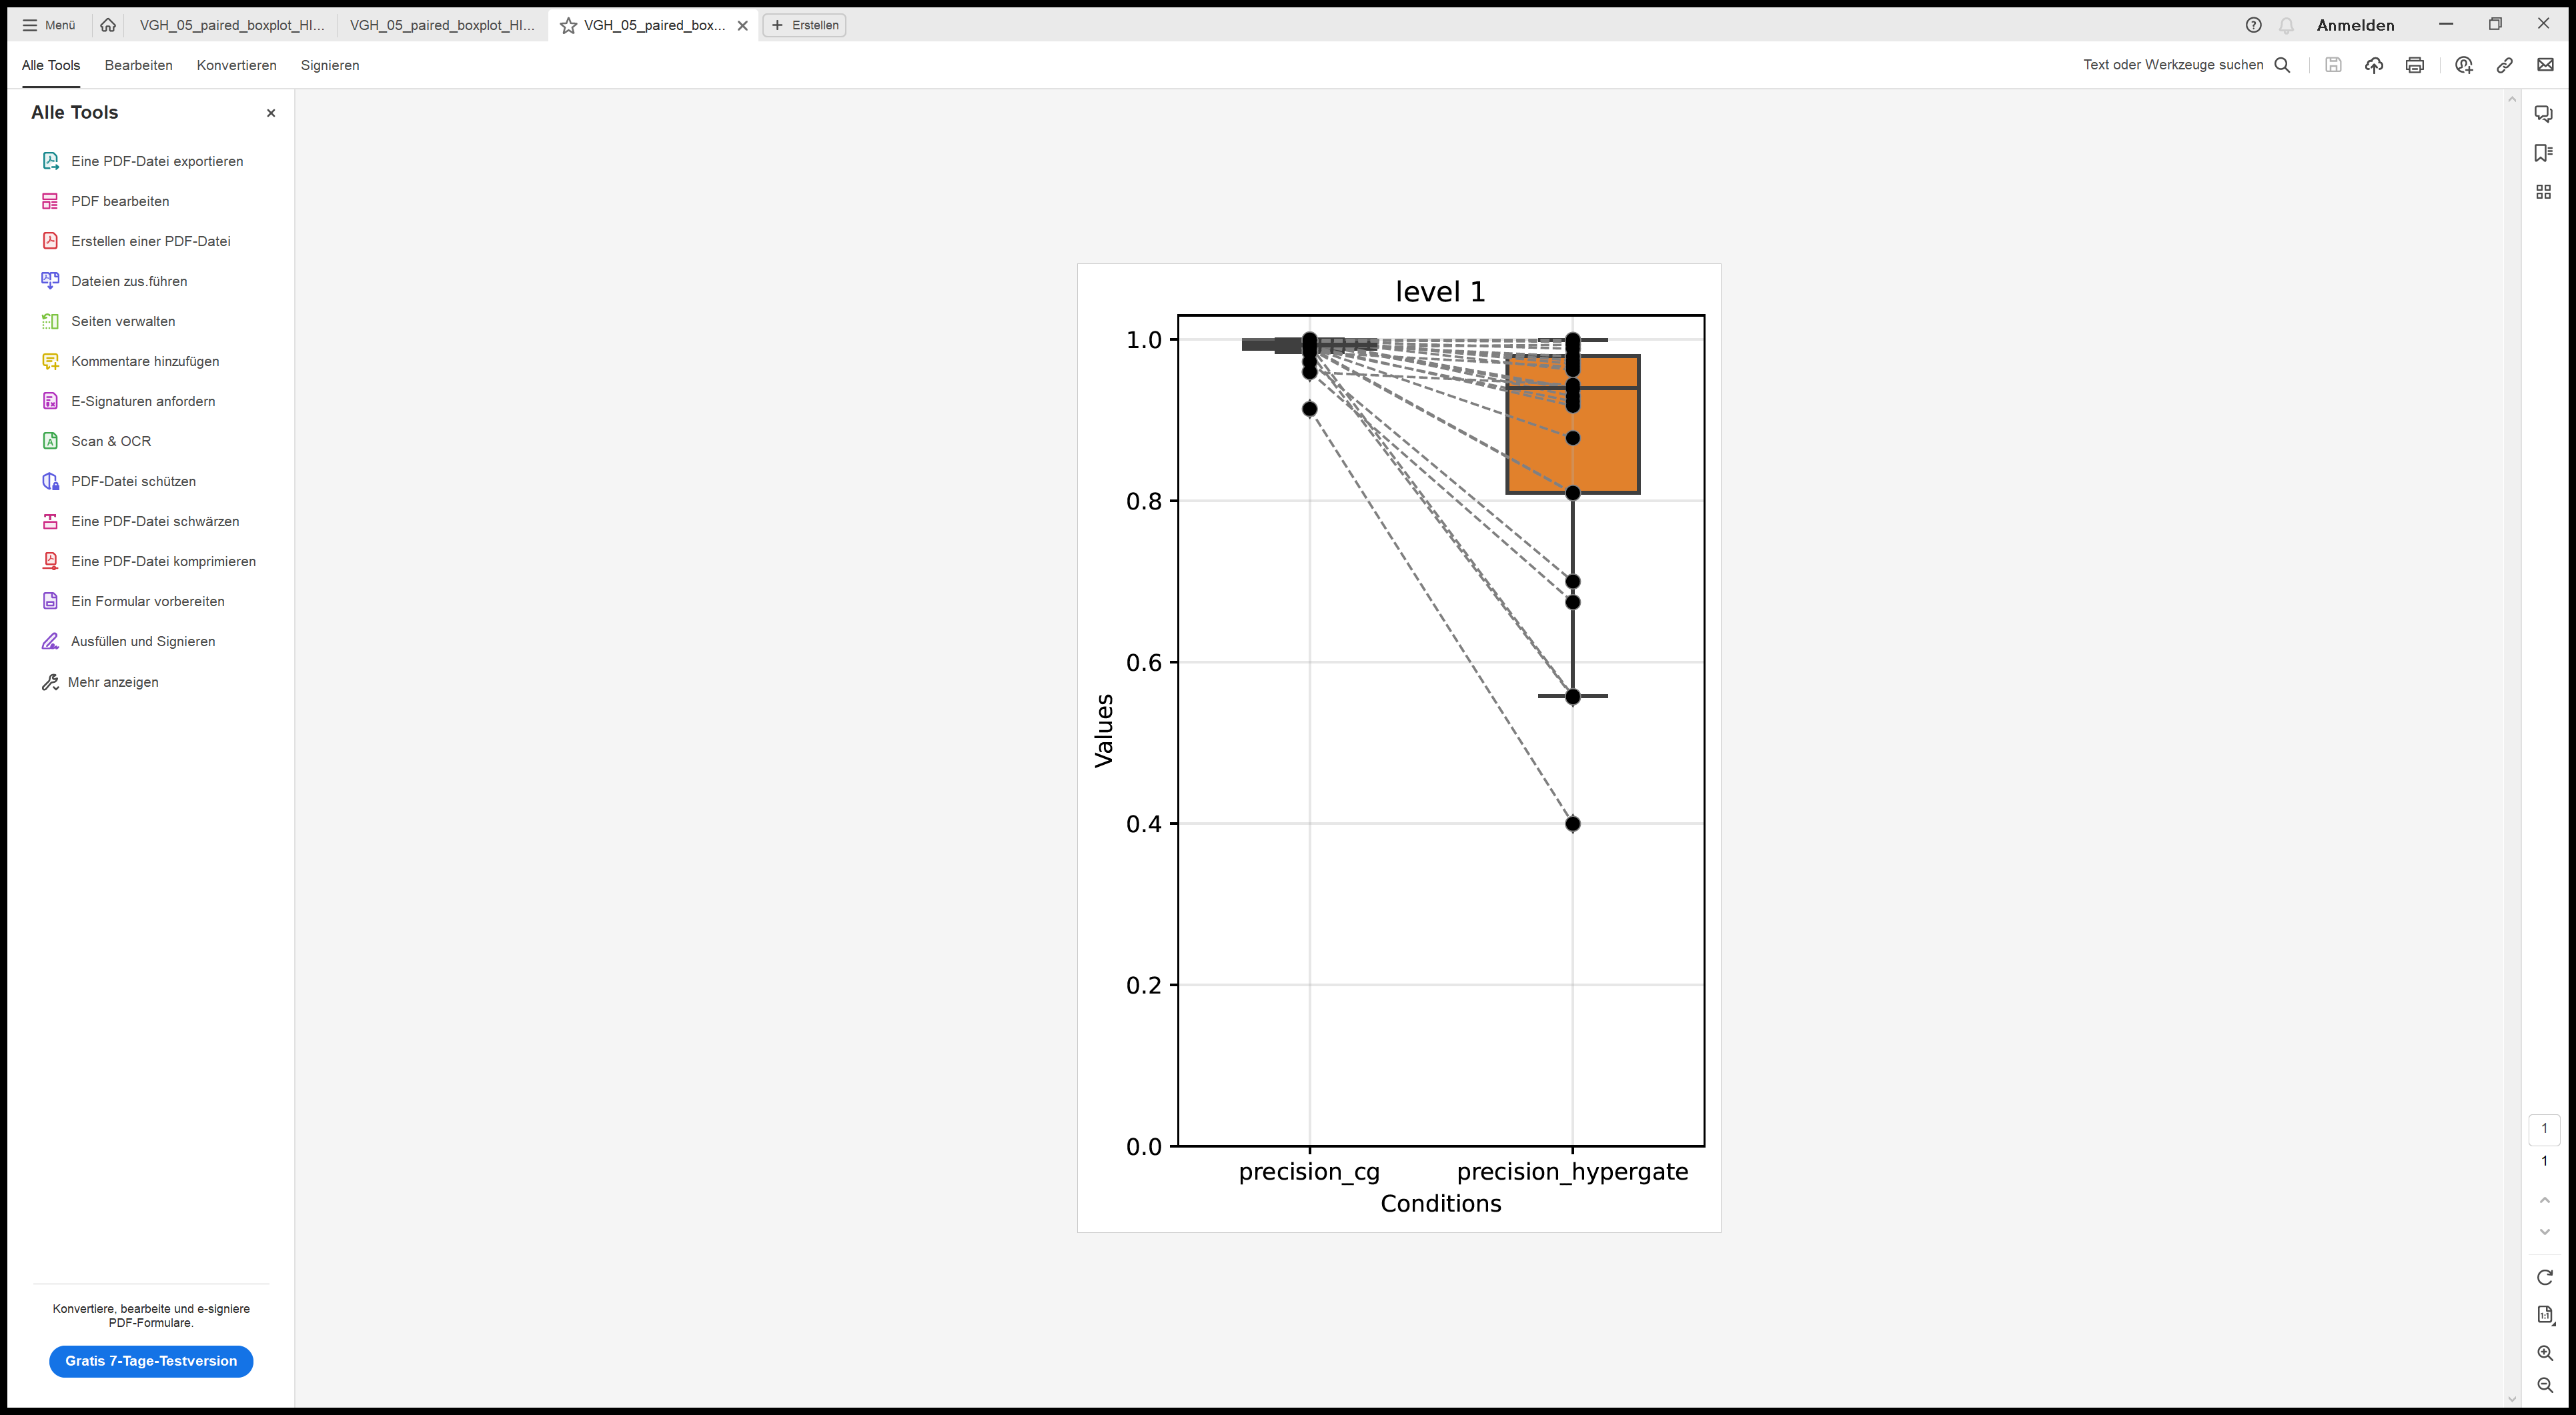 Menü
VGH_05_paired_boxplot_HI...
VGH_05_paired_boxplot_HI...
VGH_05_paired_box...
Erstellen
Anmelden
Alle Tools
Bearbeiten
Konvertieren
Signieren
Text oder Werkzeuge suchen
Alle Tools
Eine PDF-Datei exportieren
PDF bearbeiten
Erstellen einer PDF-Datei
Dateien zus.führen
Seiten verwalten
Kommentare hinzufügen
E-Signaturen anfordern
Scan & OCR
PDF-Datei schützen
Eine PDF-Datei schwärzen
Eine PDF-Datei komprimieren
Ein Formular vorbereiten
Ausfüllen und Signieren
Mehr anzeigen
Konvertiere, bearbeite und e-signiere
PDF-Formulare.
Gratis 7-Tage-Testversion
level 1
1.0
0.8
0.6
0.4
0.2
0.0
Values
precision_cg
precision_hypergate
Conditions
1
1